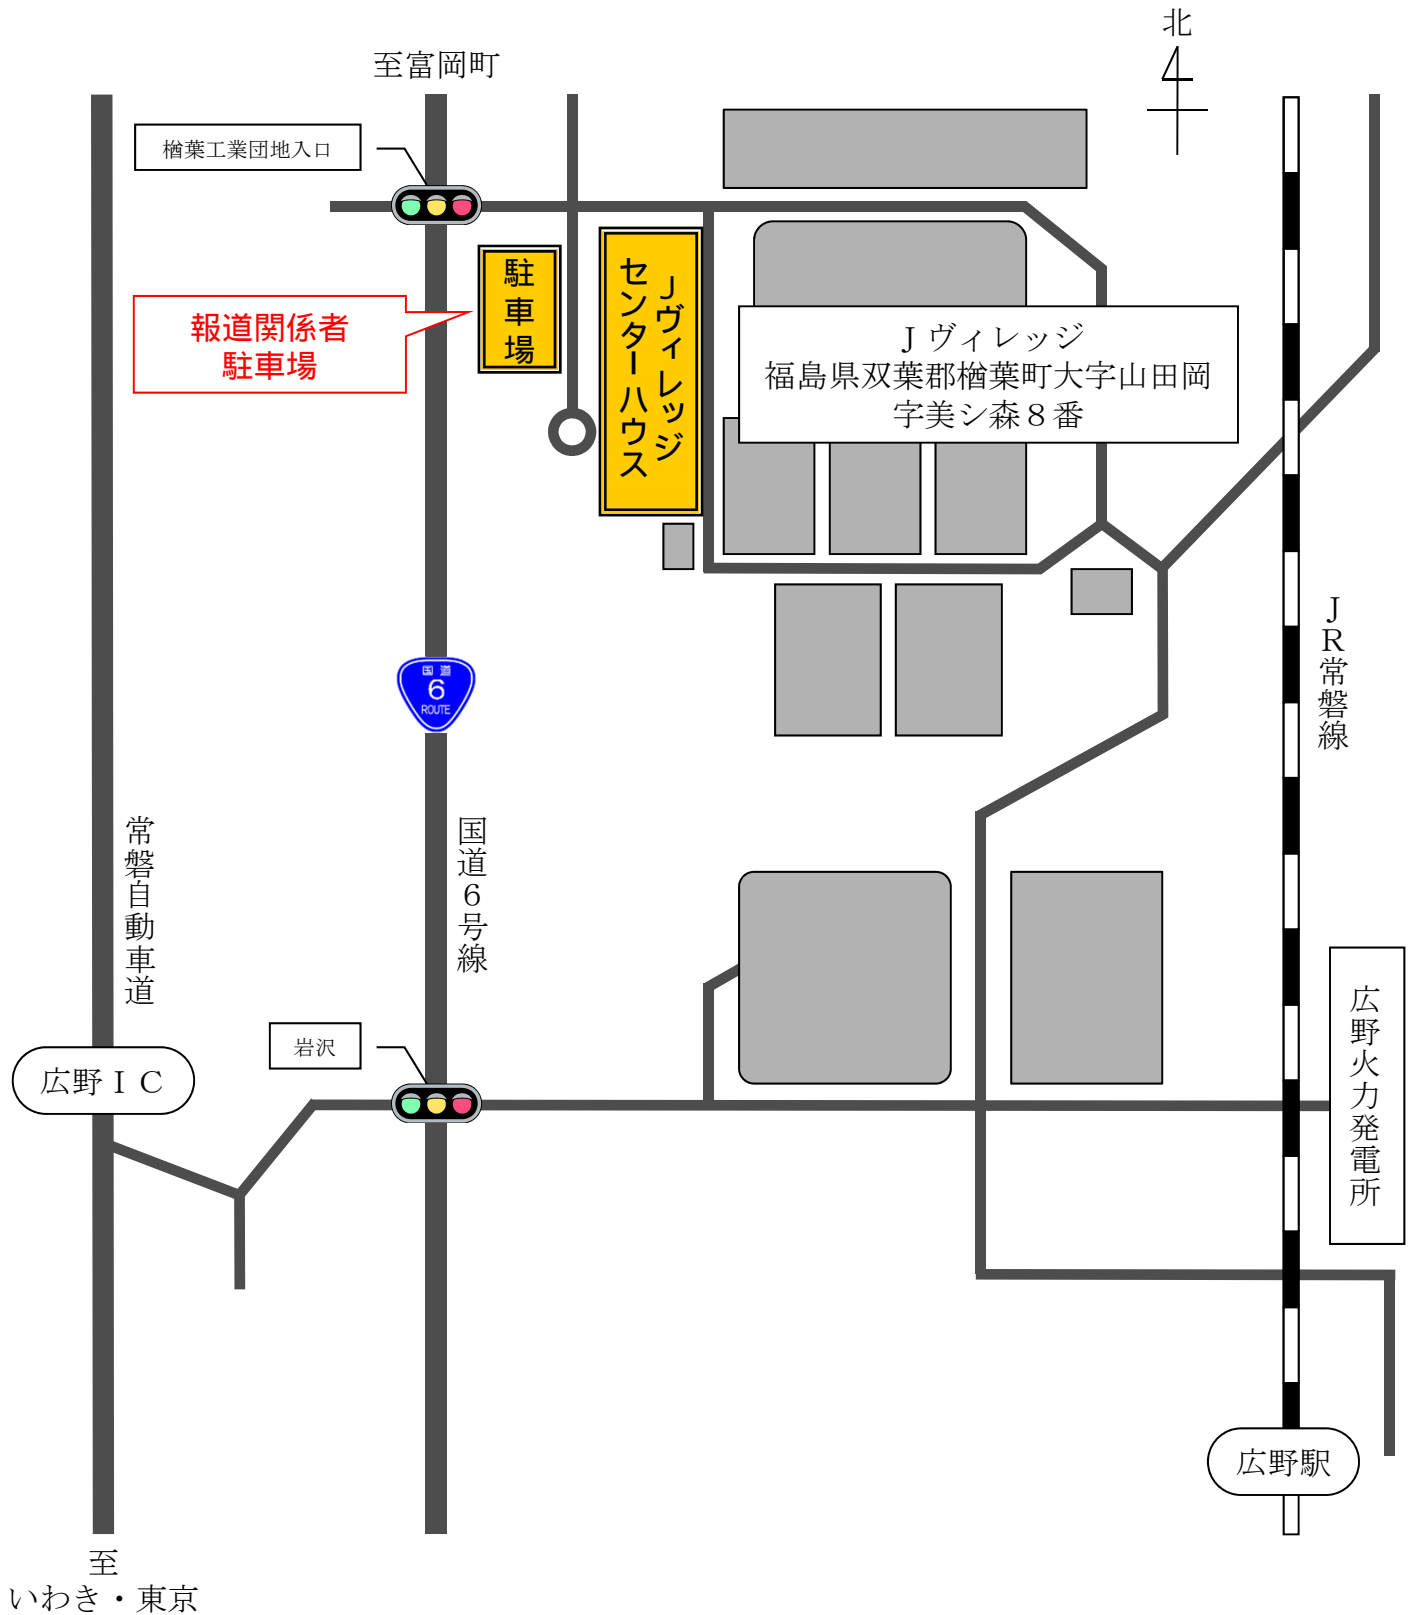 北
至富岡町
楢葉工業団地入口
駐車場
Ｊヴィレッジ
センターハウス
報道関係者
駐車場
Ｊヴィレッジ
福島県双葉郡楢葉町大字山田岡
字美シ森８番
ＪＲ常磐線
国道
6
ROUTE
常磐自動車道
国道６号線
広野火力発電所
岩沢
広野ＩＣ
広野駅
至
いわき・東京